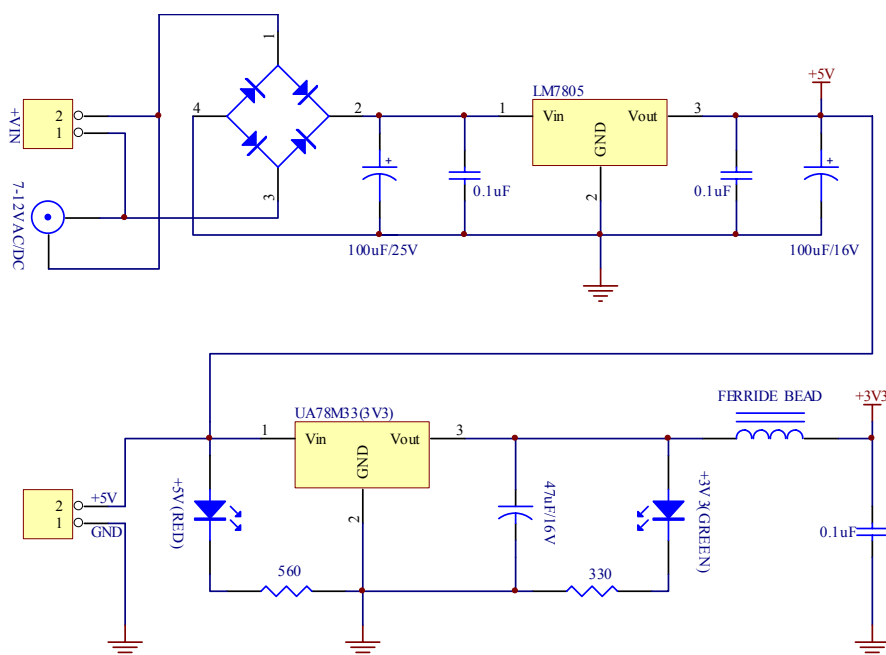 1
LM7805
+5V
4
2
1
Vin
Vout
3
GND
2
1
+VIN
3
2
0.1uF
0.1uF
7-12VAC/DC
100uF/25V
100uF/16V
FERRIDE BEAD
+3V3
UA78M33(3V3)
1
Vin
Vout
3
GND
2
+5V
2
1
GND
+5V(RED)
47uF/16V
+3V3(GREEN)
0.1uF
560
330